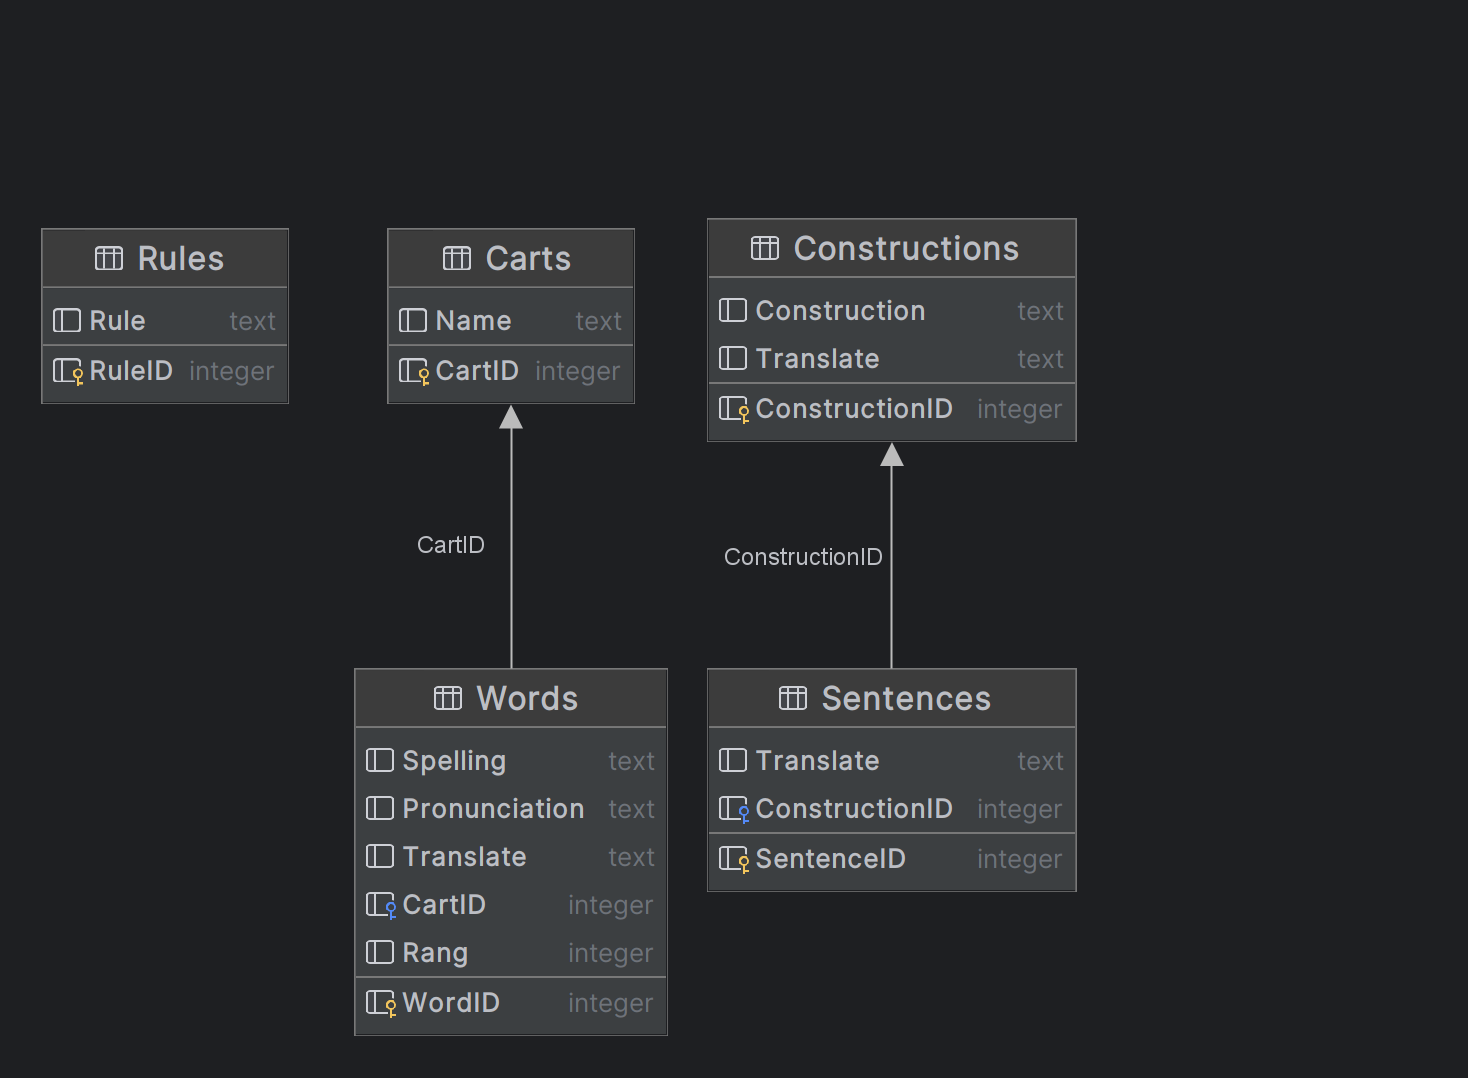 Rules
Rule text
RuleID integer
Carts
Name text
CartID integer
Constructions
Construction text
Translate text
ConstructionID integer
CartID
ConstructionID
Words
Spelling text
Pronunciation text
Translate text
CartID integer
Rang integer
WordID integer
Sentences
Translate text
ConstructionID integer
SentenceID integer